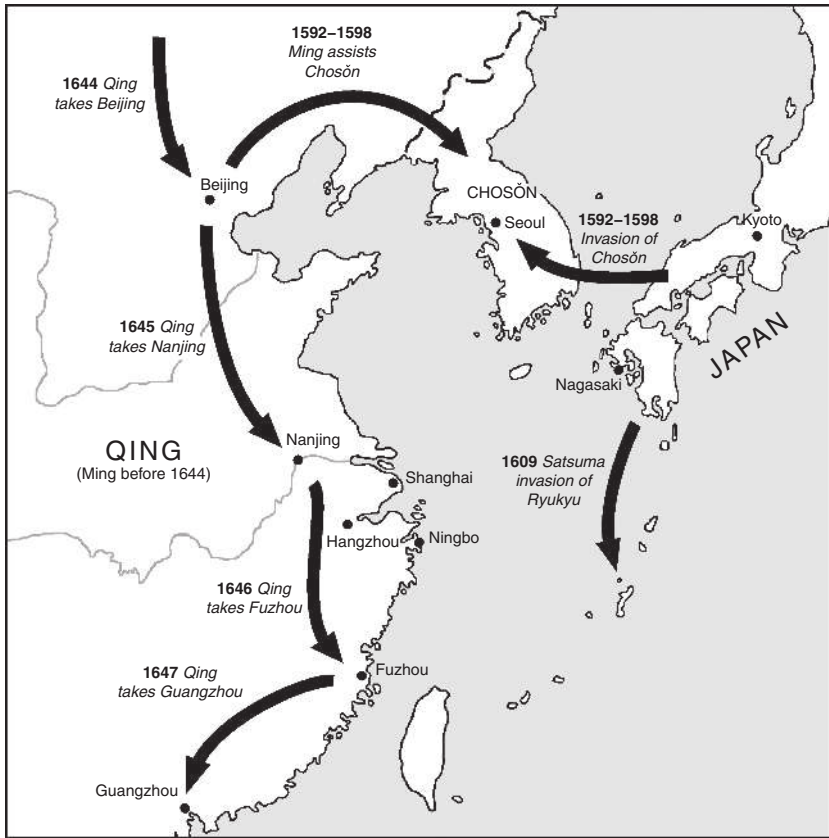 1592–1598
Ming assists
Chosŏn
1644 Qing
takes Beijing
Beijing
CHOSŎN
Seoul
1592–1598
Invasion of
Chosŏn
Kyoto
1645 Qing
takes Nanjing
JAPAN
Nagasaki
QING
(Ming before 1644)
Nanjing
Shanghai
1609 Satsuma
invasion of
Ryukyu
Hangzhou
Ningbo
1646 Qing
takes Fuzhou
1647 Qing
takes Guangzhou
Fuzhou
Guangzhou